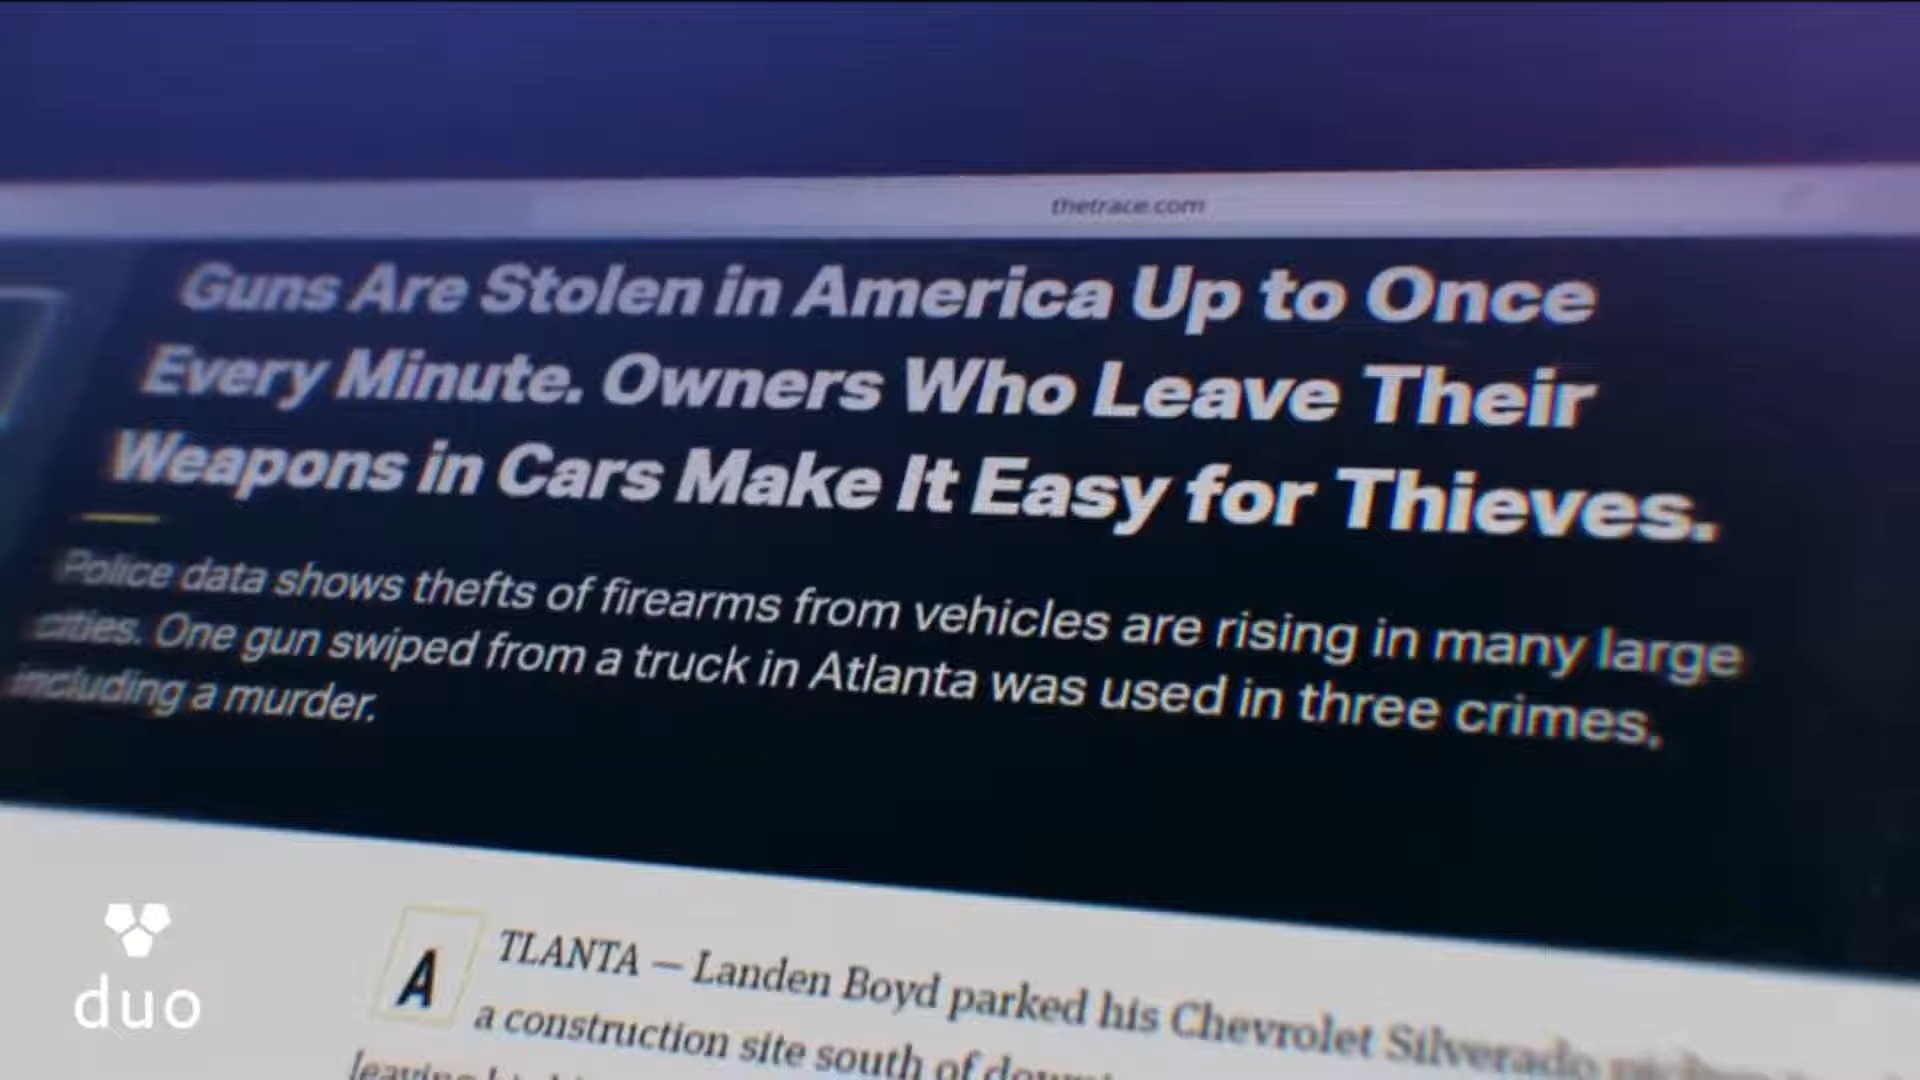 thetrace.com
Guns Are Stolen in America Up to Once
Every Minute. Owners Who Leave Their
Weapons in Cars Make It Easy for Thieves.
Police data shows thefts of firearms from vehicles are rising in many large
cities. One gun swiped from a truck in Atlanta was used in three crimes,
including a murder.
ATLANTA — Landen Boyd parked his Chevrolet Silverado
a construction site south of
leaving
duo